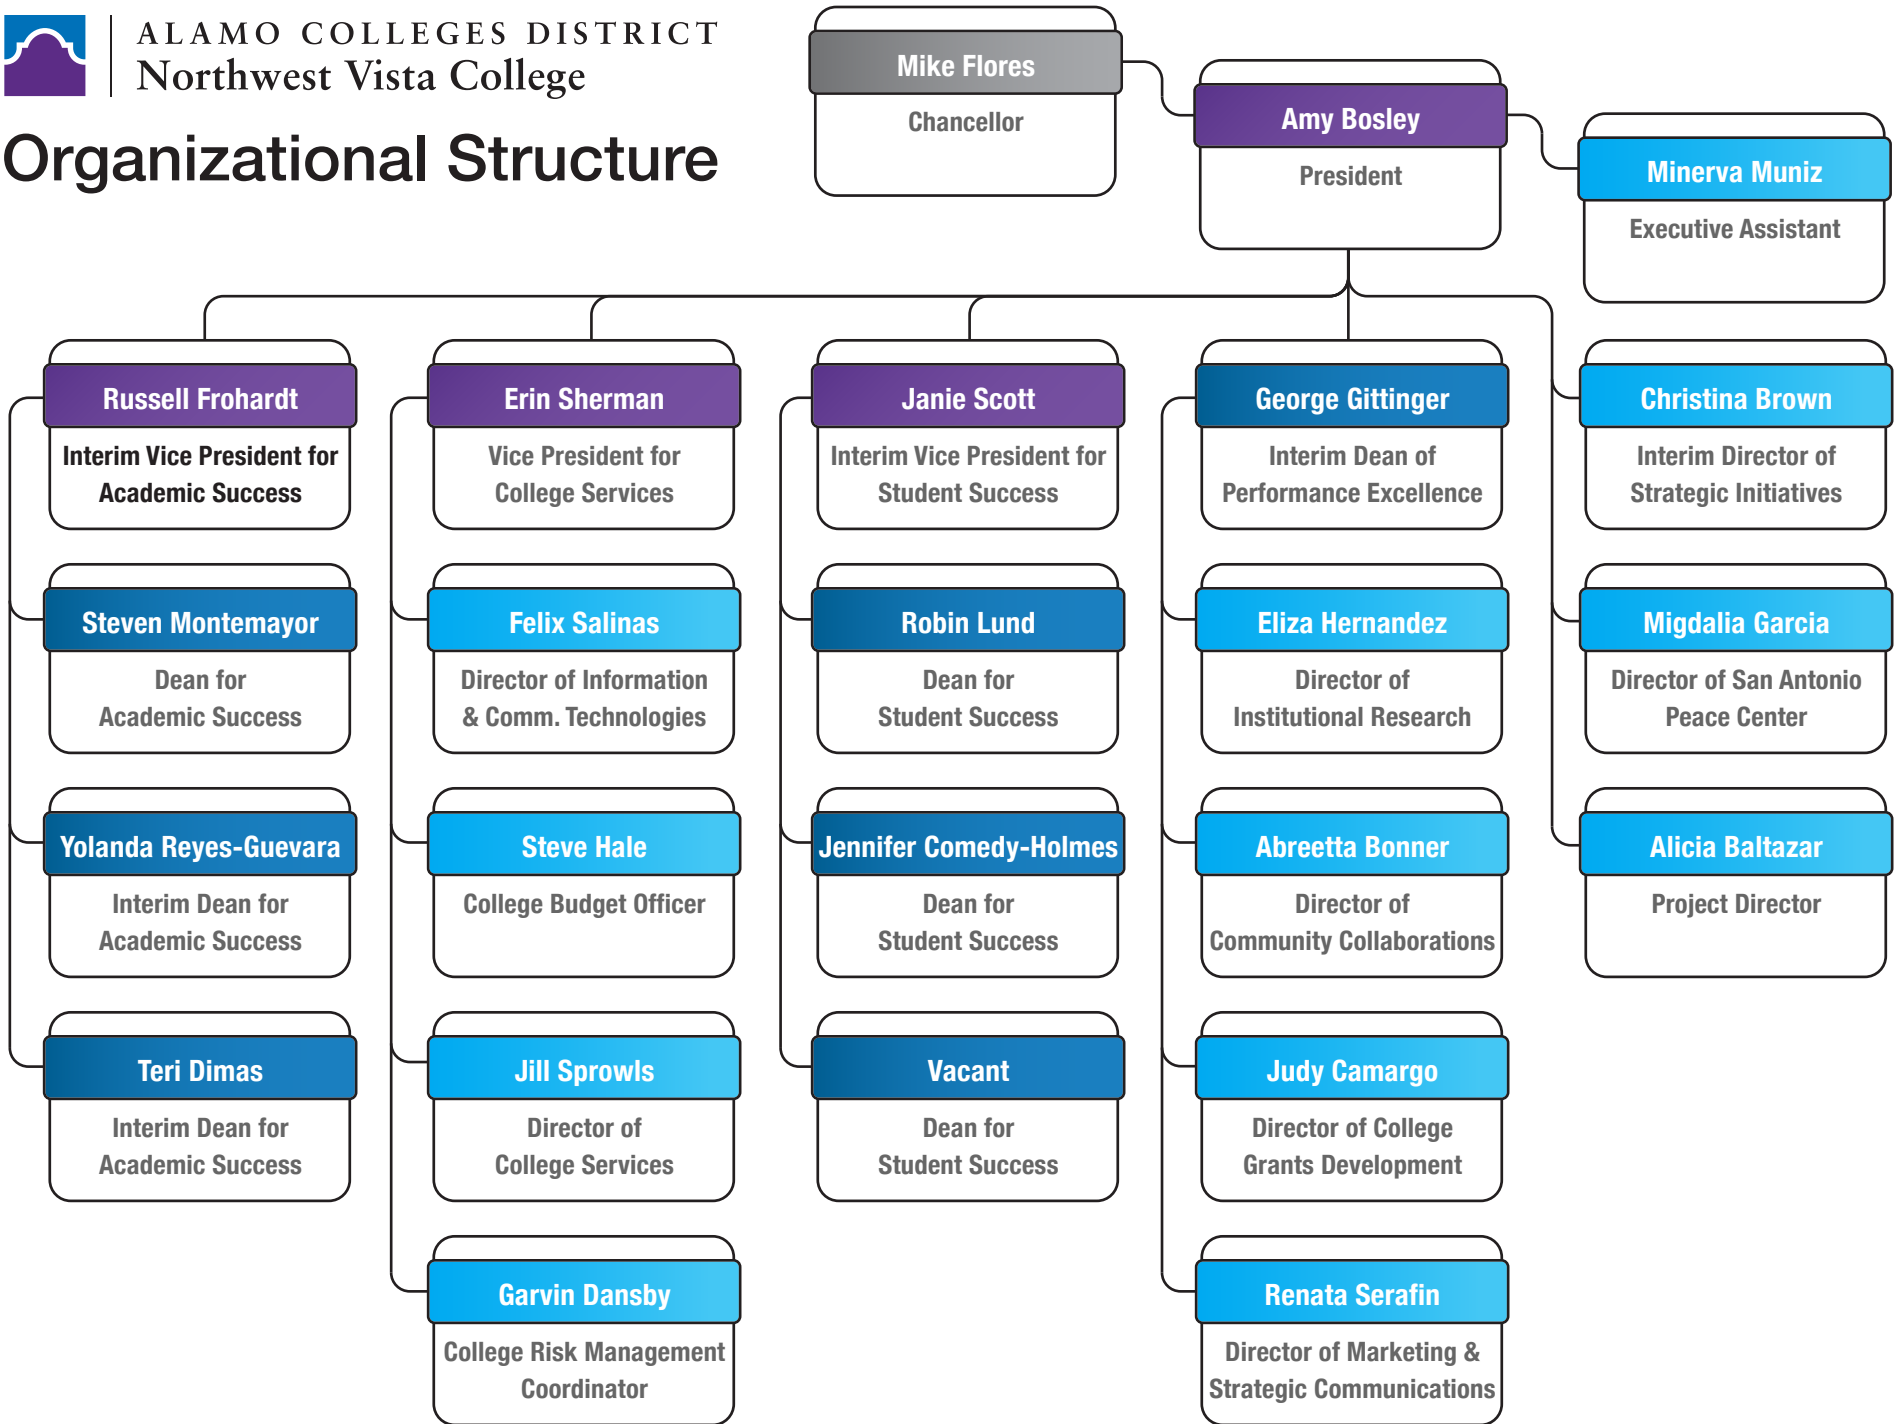 ALAMO COLLEGES DISTRICT
Northwest Vista College
Organizational Structure
Mike Flores
Chancellor
Amy Bosley
President
Minerva Muniz
Executive Assistant
Russell Frohardt
Interim Vice President for
Academic Success
Steven Montemayor
Dean for
Academic Success
Yolanda Reyes-Guevara
Interim Dean for
Academic Success
Teri Dimas
Interim Dean for
Academic Success
Erin Sherman
Vice President for
College Services
Felix Salinas
Director of Information
& Comm. Technologies
Steve Hale
College Budget Officer
Jill Sprowls
Director of
College Services
Garvin Dansby
College Risk Management
Coordinator
Janie Scott
Interim Vice President for
Student Success
Robin Lund
Dean for
Student Success
Jennifer Comedy-Holmes
Dean for
Student Success
Vacant
Dean for
Student Success
George Gittinger
Interim Dean of
Performance Excellence
Eliza Hernandez
Director of
Institutional Research
Abreetta Bonner
Director of
Community Collaborations
Judy Camargo
Director of College
Grants Development
Renata Serafin
Director of Marketing &
Strategic Communications
Christina Brown
Interim Director of
Strategic Initiatives
Migdalia Garcia
Director of San Antonio
Peace Center
Alicia Baltazar
Project Director